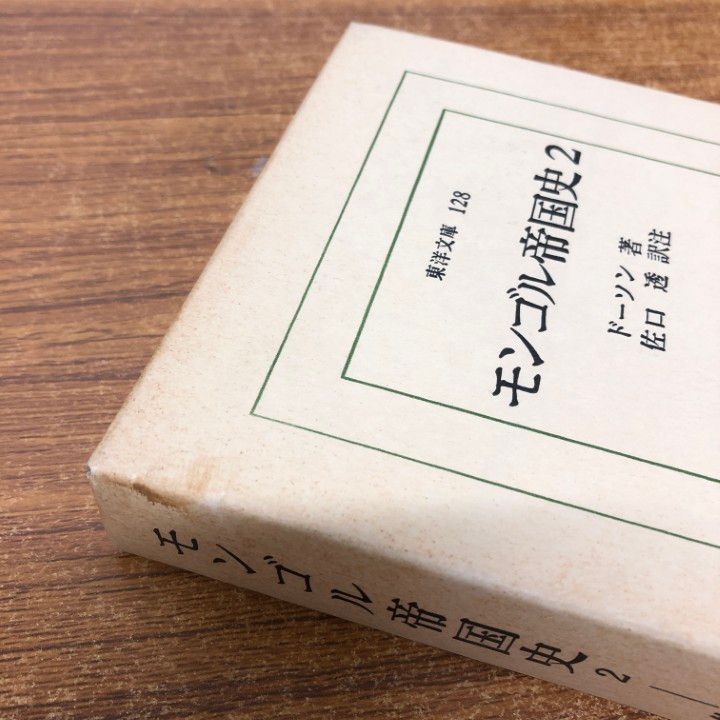 東洋文庫 128
モンゴル帝国史2
ドーソン 著
佐口 透 訳注
モンゴル帝国史 2